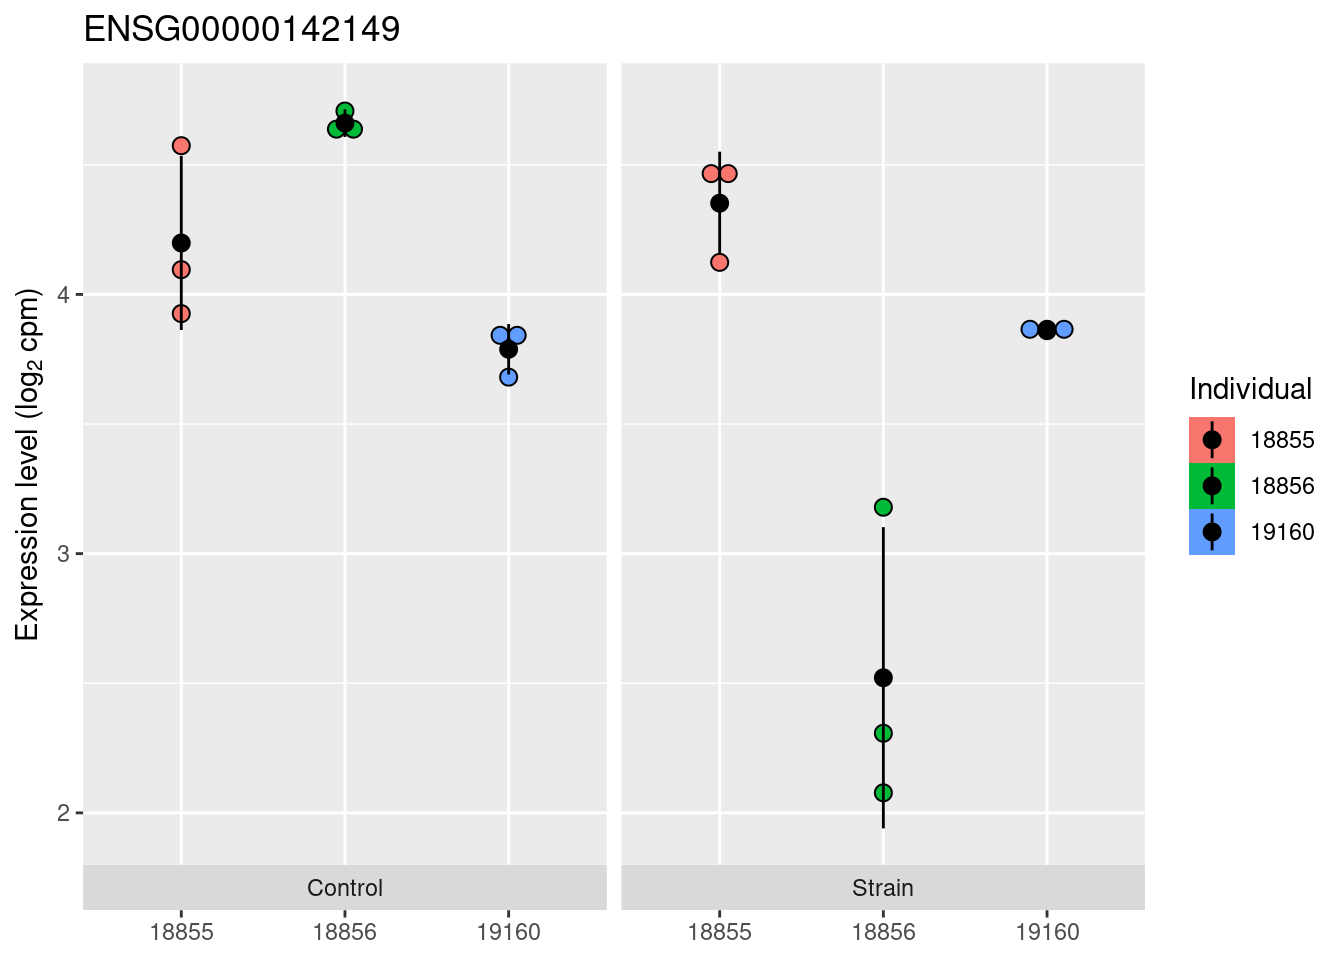 ENSG00000142149
Expression level (log₂ cpm)
4
3
2
Control
Strain
18855
18856
19160
18855
18856
19160
Individual
18855
18856
19160